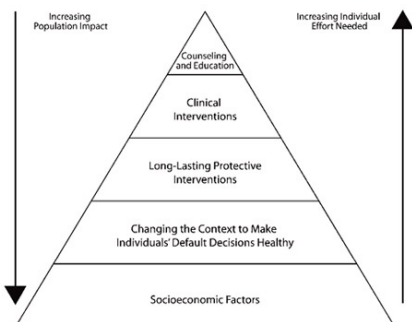 Increasing
Population Impact
Increasing Individual
Effort Needed
Counseling
and Education
Clinical
Interventions
Long-Lasting Protective
Interventions
Changing the Context to Make
Individuals' Default Decisions Healthy
Socioeconomic Factors